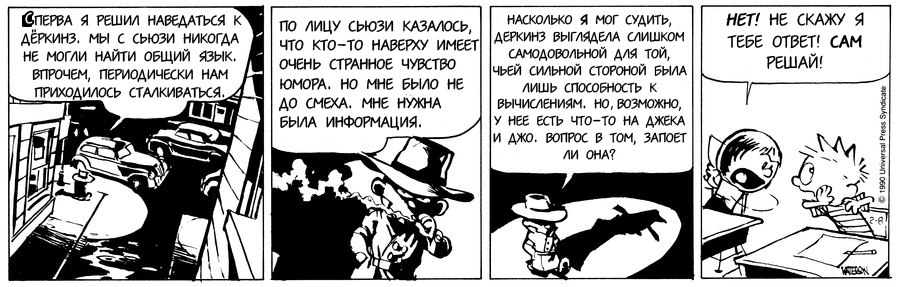 СПЕРВА Я РЕШИЛ НАВЕДАТЬСЯ К
ДЁРКИНЗ. МЫ С СЬЮЗИ НИКОГДА
НЕ МОГЛИ НАЙТИ ОБЩИЙ ЯЗЫК.
ВПРОЧЕМ, ПЕРИОДИЧЕСКИ НАМ
ПРИХОДИЛОСЬ СТАЛКИВАТЬСЯ.
ПО ЛИЦУ СЬЮЗИ КАЗАЛОСЬ,
ЧТО КТО-ТО НАВЕРХУ ИМЕЕТ
ОЧЕНЬ СТРАННОЕ ЧУВСТВО
ЮМОРА. НО МНЕ БЫЛО НЕ
ДО СМЕХА. МНЕ НУЖНА
БЫЛА ИНФОРМАЦИЯ.
НАСКОЛЬКО Я МОГ СУДИТЬ,
ДЕРКИНЗ ВЫГЛЯДЕЛА СЛИШКОМ
САМОДОВОЛЬНОЙ ДЛЯ ТОЙ,
ЧЬЕЙ СИЛЬНОЙ СТОРОНОЙ БЫЛА
ЛИШЬ СПОСОБНОСТЬ К
ВЫЧИСЛЕНИЯМ. НО, ВОЗМОЖНО,
У НЕЕ ЕСТЬ ЧТО-ТО НА ДЖЕКА
И ДЖО. ВОПРОС В ТОМ, ЗАПОЕТ
ЛИ ОНА?
НЕТ! НЕ СКАЖУ Я
ТЕБЕ ОТВЕТ! САМ
РЕШАЙ!
© 1990 Universal Press Syndicate
2-8
WATTERSON